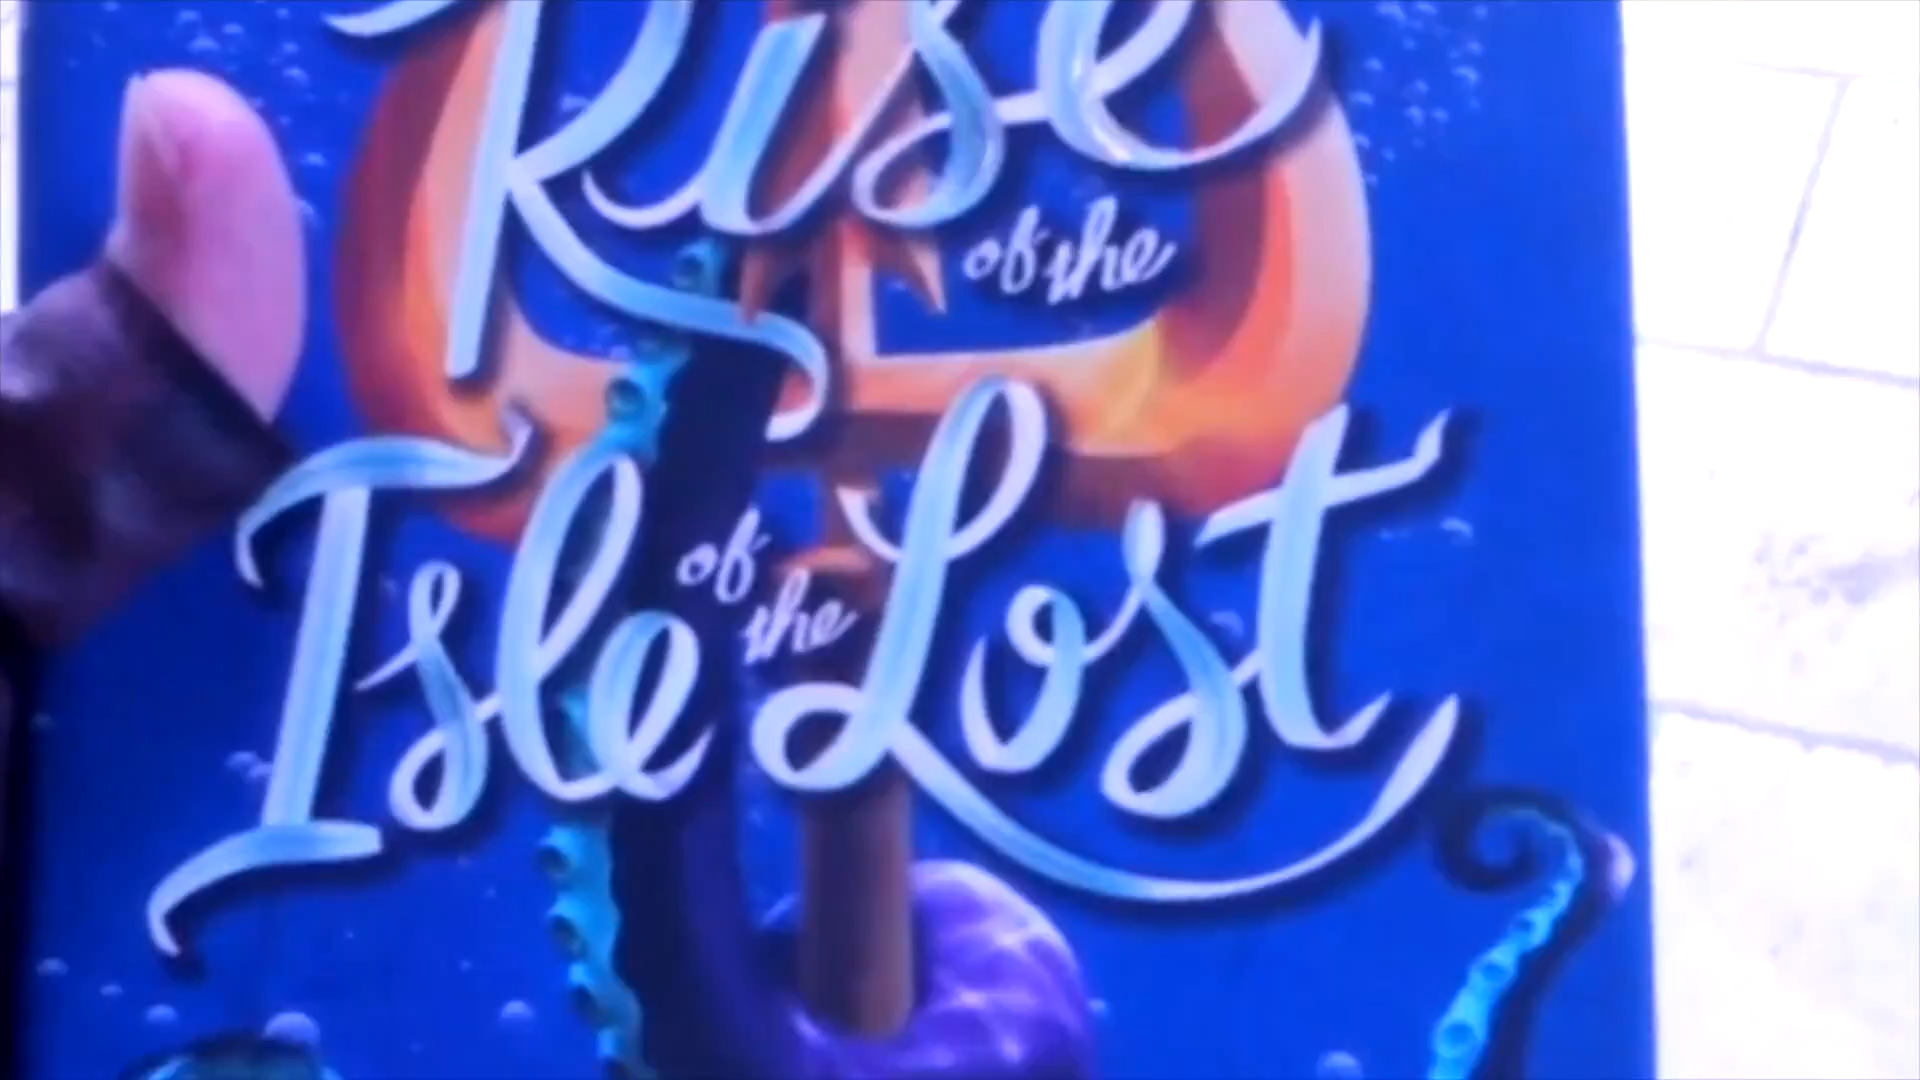 Rise
of the
Isle
of the
Lost